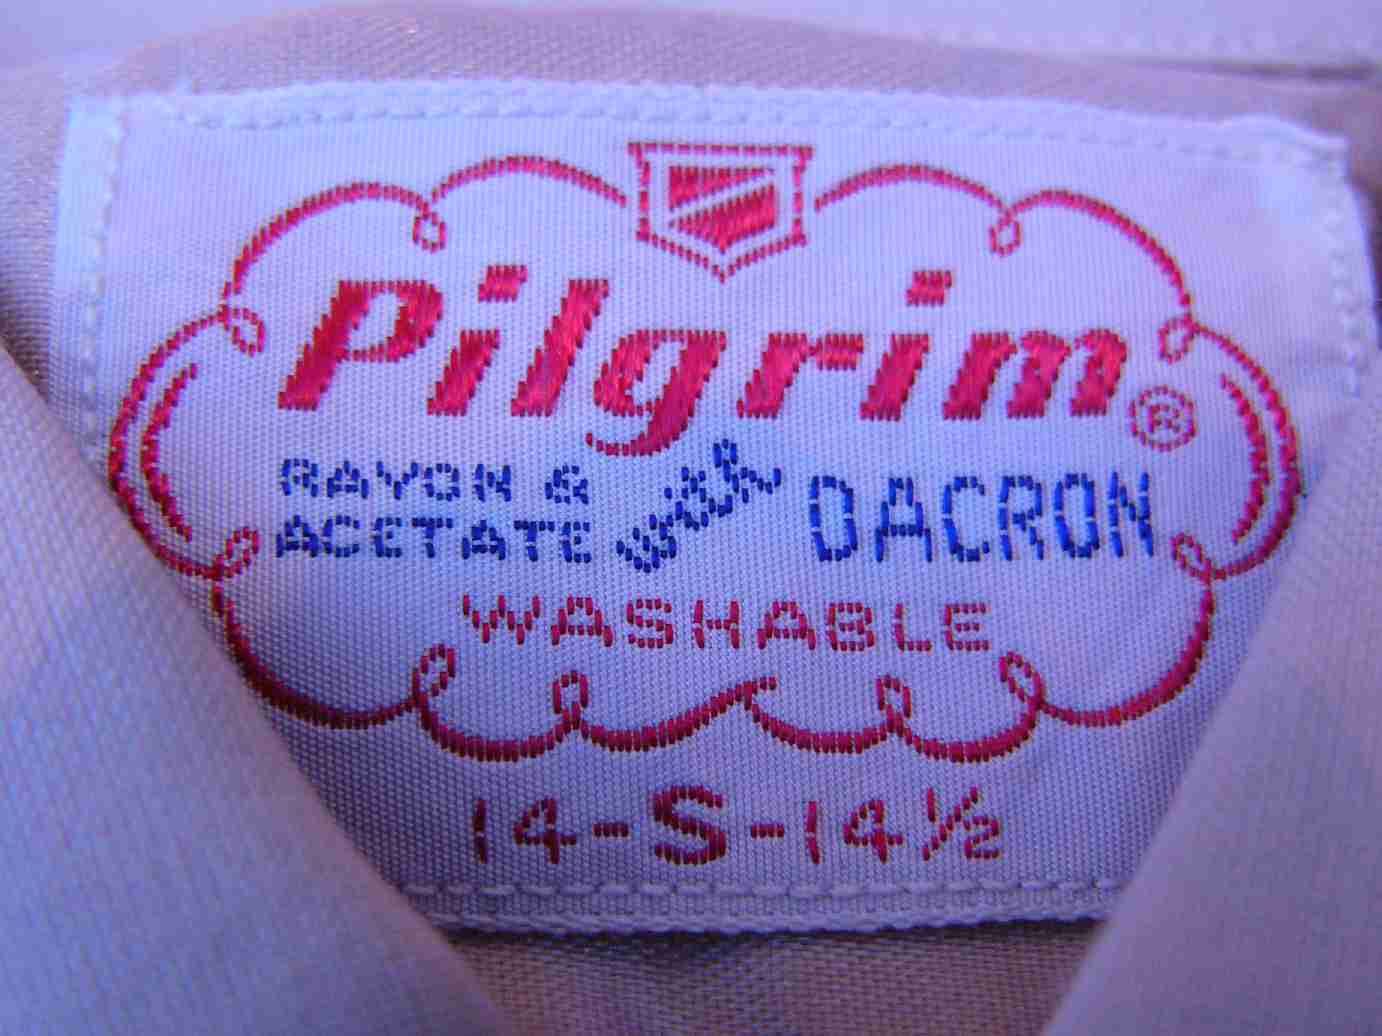 Pilgrim®
RAYON &
ACETATE with DACRON
WASHABLE
14-S-14½